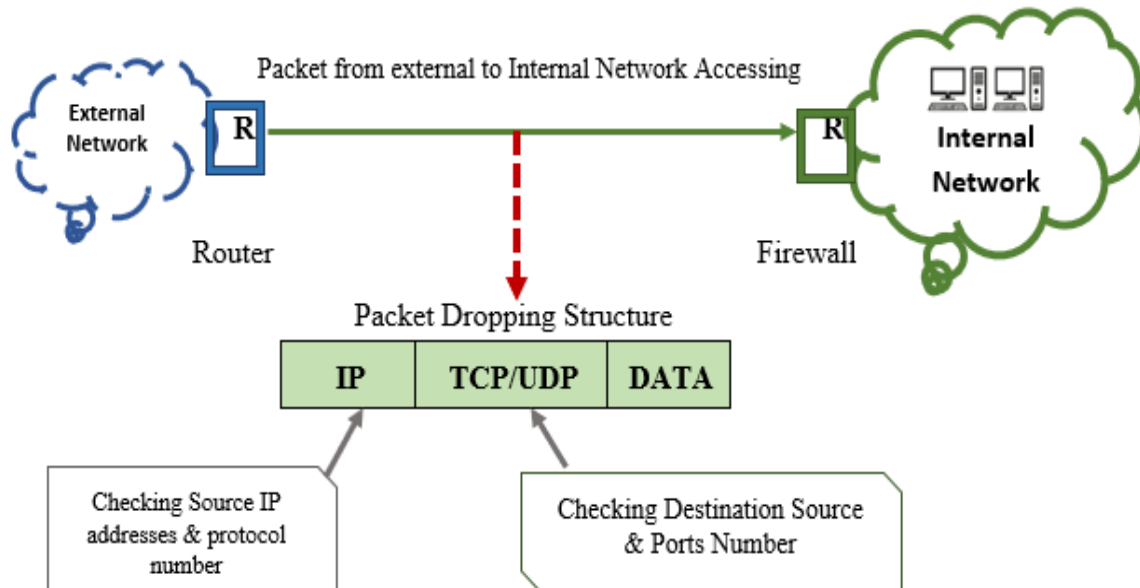 Packet from external to Internal Network Accessing
External
Network
R
R
Internal
Network
Router
Firewall
Packet Dropping Structure
IP
TCP/UDP
DATA
Checking Source IP
addresses & protocol
number
Checking Destination Source
& Ports Number